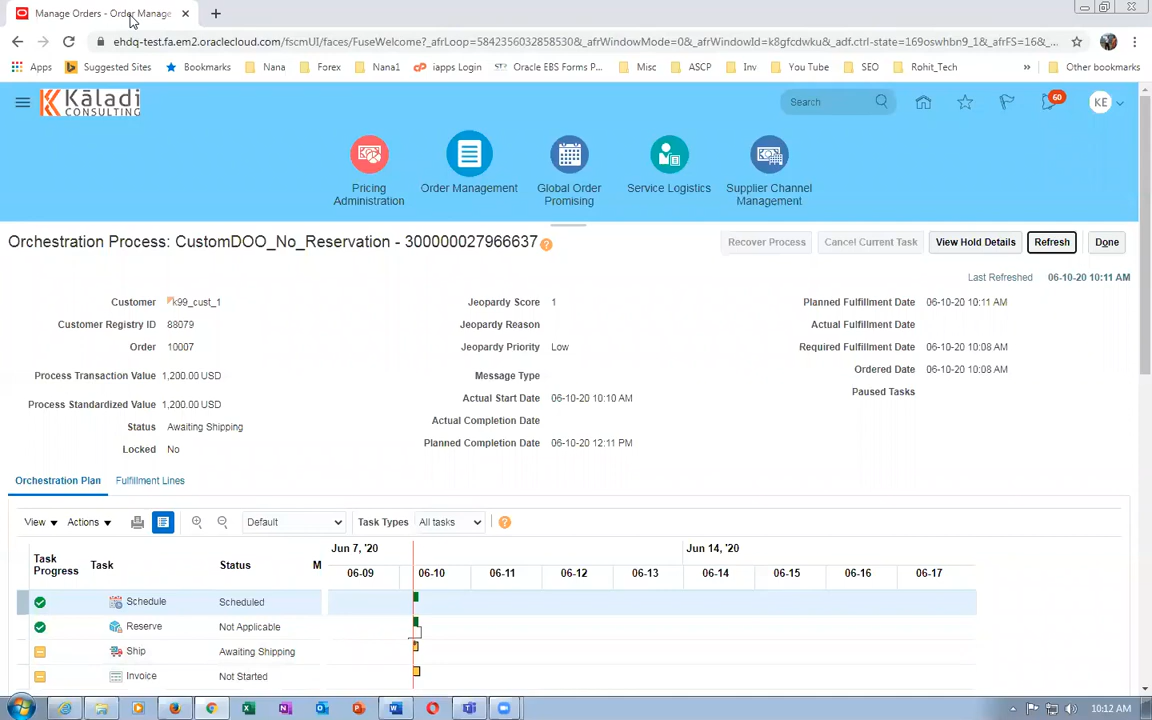 Manage Orders - Order Manage
ehdq-test.fa.em2.oraclecloud.com/fscmUI/faces/FuseWelcome?_afrLoop=58423560328585​30&_afrWindowMode=0&_afrWindowId=k8gfcdwku&_adf.ctrl-state=169oswhbn9_1&_afrFS=16&_...
Apps Suggested Sites Bookmarks Nana Forex Nana1 iapps Login Oracle EBS Forms P... Misc ASCP Inv You Tube SEO Rohit_Tech » Other bookmarks
Kāladi
CONSULTING
Search
60
KE
Pricing Administration
Order Management
Global Order Promising
Service Logistics
Supplier Channel Management
Orchestration Process: CustomDOO_No_Reservation - 300000027966637
Recover Process Cancel Current Task View Hold Details Refresh Done
Last Refreshed 06-10-20 10:11 AM
Customer k99_cust_1
Customer Registry ID 88079
Order 10007
Process Transaction Value 1,200.00 USD
Process Standardized Value 1,200.00 USD
Status Awaiting Shipping
Locked No
Jeopardy Score 1
Jeopardy Reason
Jeopardy Priority Low
Message Type
Actual Start Date 06-10-20 10:10 AM
Actual Completion Date
Planned Completion Date 06-10-20 12:11 PM
Planned Fulfillment Date 06-10-20 10:11 AM
Actual Fulfillment Date
Required Fulfillment Date 06-10-20 10:08 AM
Ordered Date 06-10-20 10:08 AM
Paused Tasks
Orchestration Plan Fulfillment Lines
View Actions Default Task Types All tasks
Task Progress Task Status M
Jun 7, '20 Jun 14, '20
06-09 06-10 06-11 06-12 06-13 06-14 06-15 06-16 06-17
Schedule Scheduled
Reserve Not Applicable
Ship Awaiting Shipping
Invoice Not Started
10:12 AM